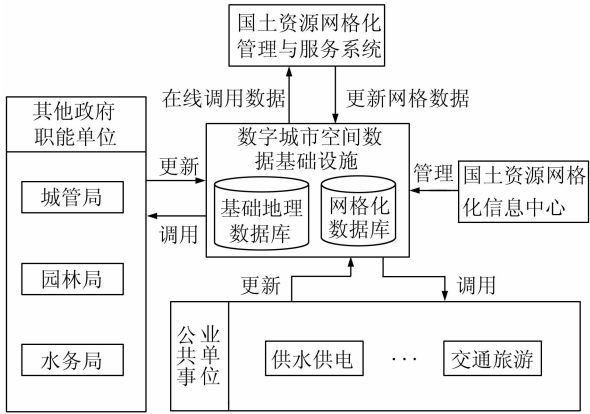 国土资源网格化
管理与服务系统
在线调用数据
更新网格数据
其他政府
职能单位
城管局
园林局
水务局
更新
调用
数字城市空间数
据基础设施
基础地理
数据库
网格化
数据库
管理
国土资源网格
化信息中心
更新
调用
公共事
业单位
供水供电
···
交通旅游